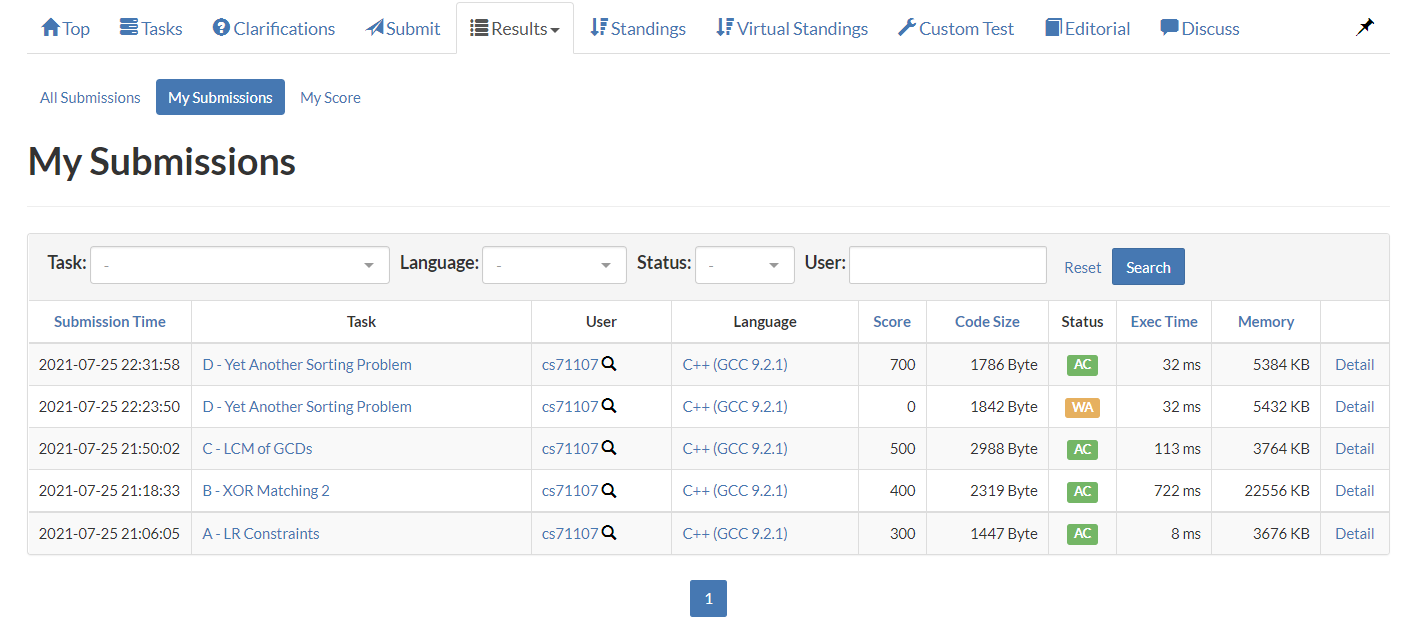 Top Tasks Clarifications Submit Results Standings Virtual Standings Custom Test Editorial Discuss
All Submissions My Submissions My Score
My Submissions
Task: - Language: - Status: - User: Reset Search
Submission Time Task User Language Score Code Size Status Exec Time Memory
2021-07-25 22:31:58 D - Yet Another Sorting Problem cs71107 C++ (GCC 9.2.1) 700 1786 Byte AC 32 ms 5384 KB Detail
2021-07-25 22:23:50 D - Yet Another Sorting Problem cs71107 C++ (GCC 9.2.1) 0 1842 Byte WA 32 ms 5432 KB Detail
2021-07-25 21:50:02 C - LCM of GCDs cs71107 C++ (GCC 9.2.1) 500 2988 Byte AC 113 ms 3764 KB Detail
2021-07-25 21:18:33 B - XOR Matching 2 cs71107 C++ (GCC 9.2.1) 400 2319 Byte AC 722 ms 22556 KB Detail
2021-07-25 21:06:05 A - LR Constraints cs71107 C++ (GCC 9.2.1) 300 1447 Byte AC 8 ms 3676 KB Detail
1